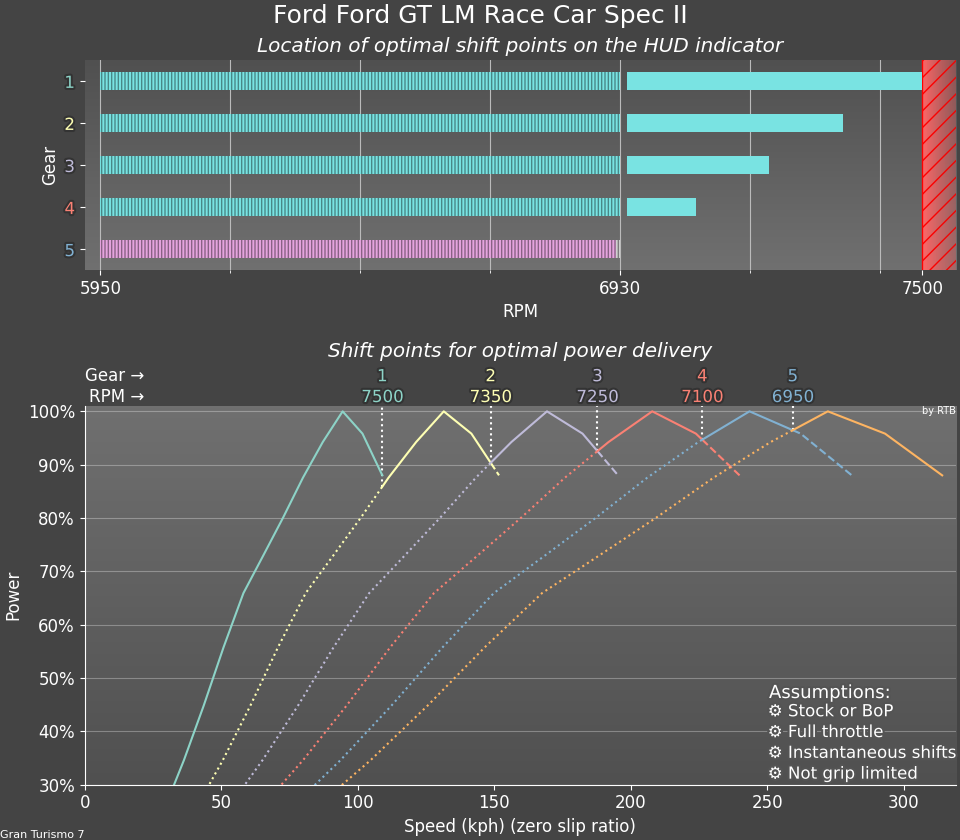 Ford Ford GT LM Race Car Spec II
Location of optimal shift points on the HUD indicator
Gear
1
2
3
4
5
5950 6930 7500
RPM
Shift points for optimal power delivery
Gear → 1 2 3 4 5
RPM → 7500 7350 7250 7100 6950
by RTB
Power
100%
90%
80%
70%
60%
50%
40%
30%
Assumptions:
⚙ Stock or BoP
⚙ Full throttle
⚙ Instantaneous shifts
⚙ Not grip limited
0 50 100 150 200 250 300
Speed (kph) (zero slip ratio)
Gran Turismo 7